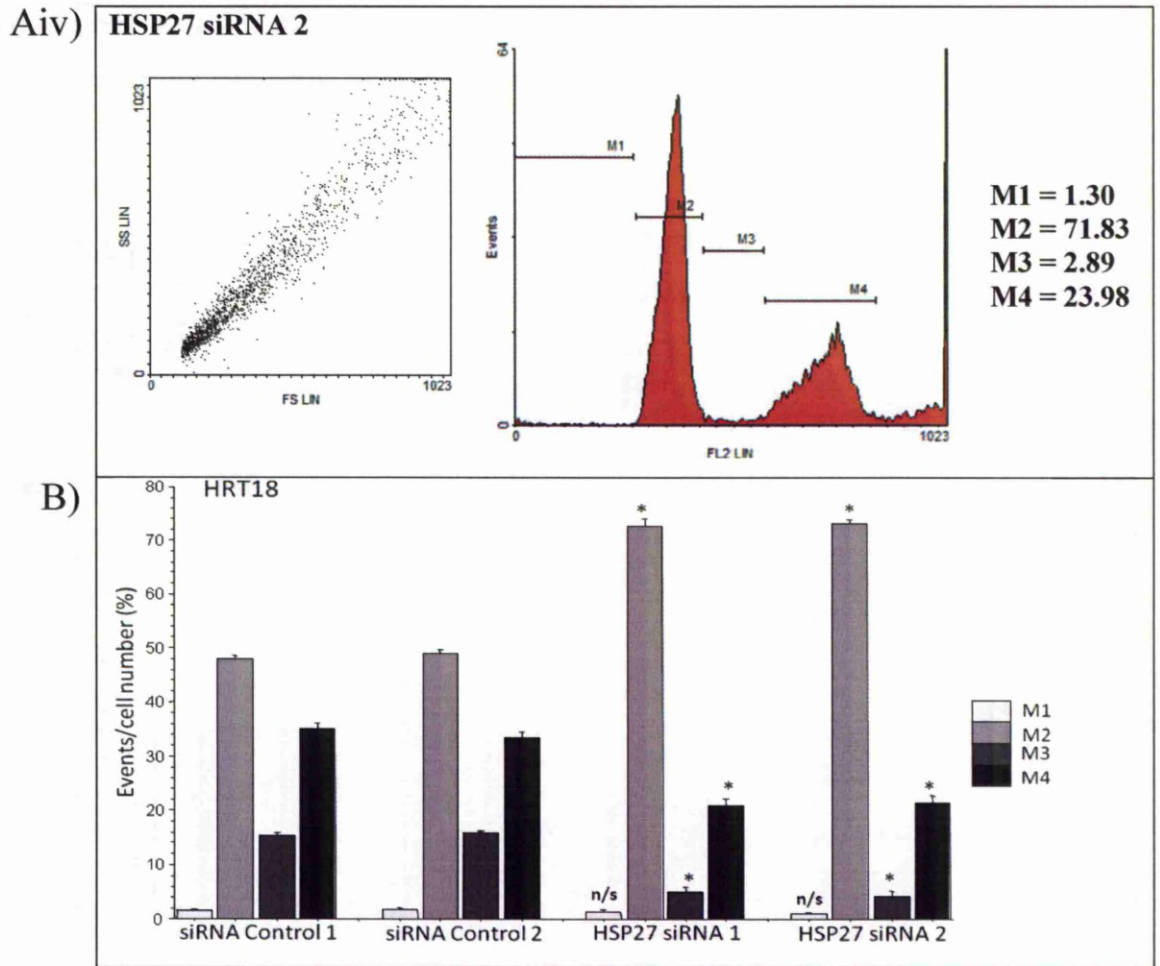 Aiv)
HSP27 siRNA 2
1023
SS LIN
0
0
1023
FS LIN
64
Events
0
M1
M2
M3
M4
0
1023
FL2 LIN
M1 = 1.30
M2 = 71.83
M3 = 2.89
M4 = 23.98
B)
HRT18
Events/cell number (%)
80
70
60
50
40
30
20
10
0
*
*
*
*
*
*
n/s
n/s
siRNA Control 1
siRNA Control 2
HSP27 siRNA 1
HSP27 siRNA 2
M1
M2
M3
M4